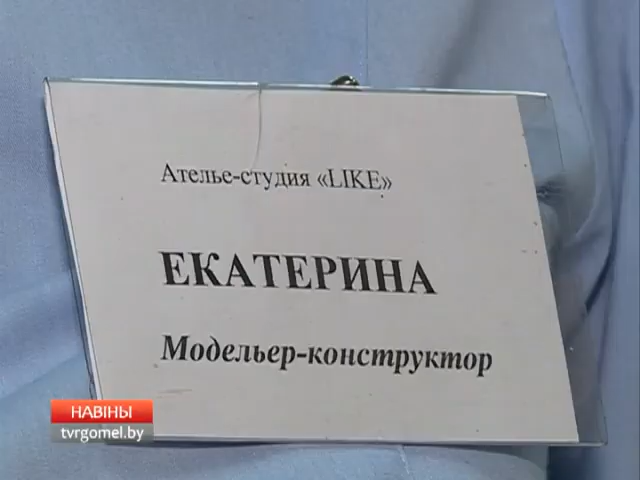 Ателье-студия «LIKE»
ЕКАТЕРИНА
Модельер-конструктор
НАВІНЫ
tvrgomel.by